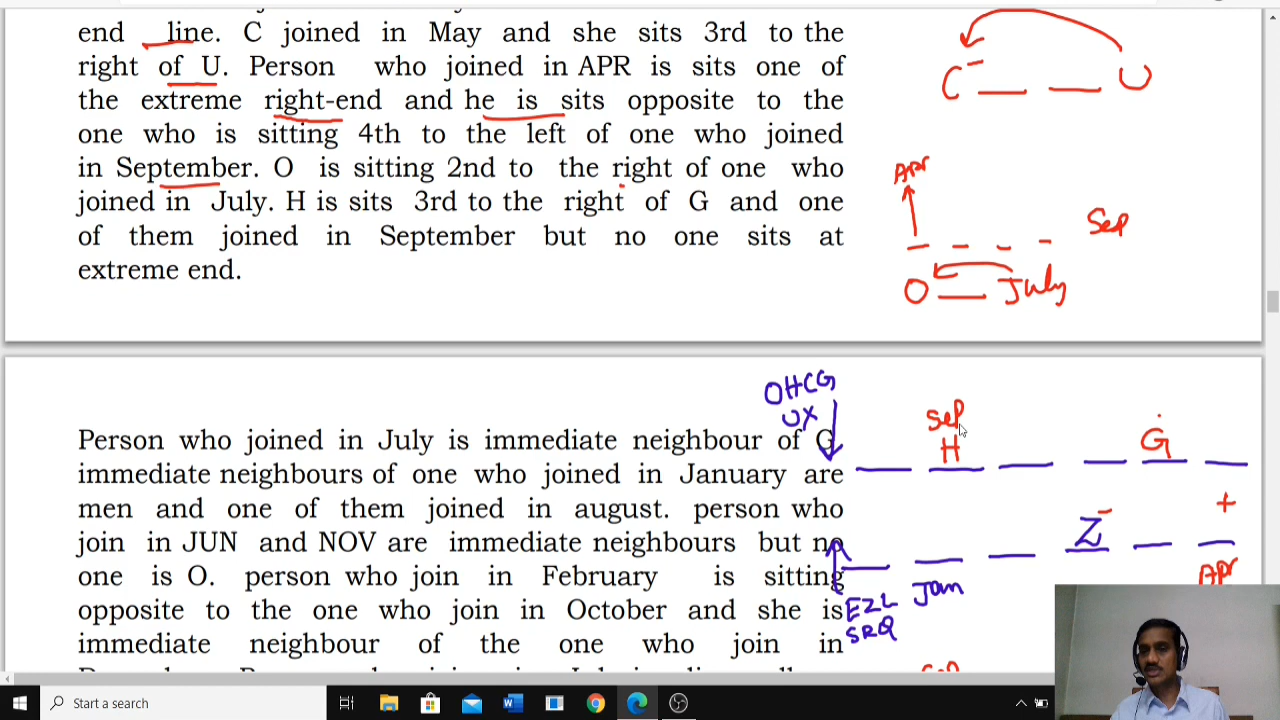 end line. C joined in May and she sits 3rd to the
right of U. Person who joined in APR is sits one of
the extreme right-end and he is sits opposite to the
one who is sitting 4th to the left of one who joined
in September. O is sitting 2nd to the right of one who
joined in July. H is sits 3rd to the right of G and one
of them joined in September but no one sits at
extreme end.
C U
APR
Sep
O July
Person who joined in July is immediate neighbour of G
immediate neighbours of one who joined in January are
men and one of them joined in august. person who
join in JUN and NOV are immediate neighbours but no
one is O. person who join in February is sitting
opposite to the one who join in October and she is
immediate neighbour of the one who join in
OHCG
UX
Sep
H G
Z
Jan Apr
EZL
SRQ
Start a search